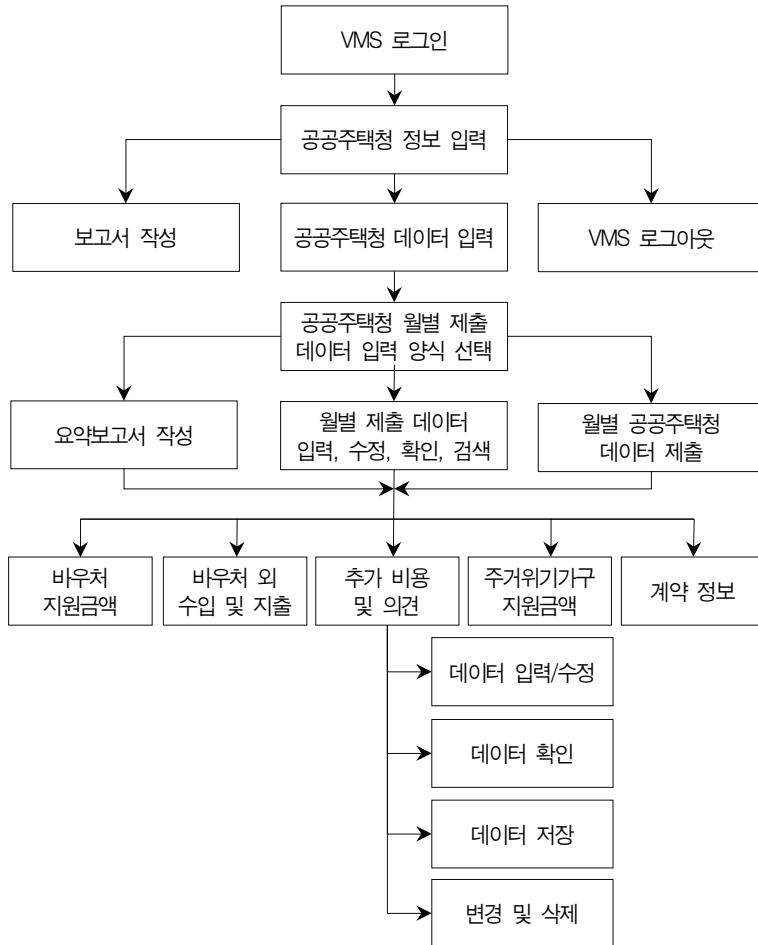 VMS 로그인
공공주택청 정보 입력
보고서 작성
공공주택청 데이터 입력
VMS 로그아웃
공공주택청 월별 제출
데이터 입력 양식 선택
요약보고서 작성
월별 제출 데이터
입력, 수정, 확인, 검색
월별 공공주택청
데이터 제출
바우처
지원금액
바우처 외
수입 및 지출
추가 비용
및 의견
주거위기가구
지원금액
계약 정보
데이터 입력/수정
데이터 확인
데이터 저장
변경 및 삭제